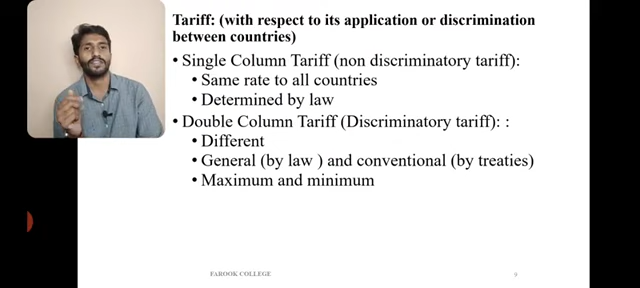 Tariff: (with respect to its application or discrimination
between countries)
• Single Column Tariff (non discriminatory tariff):
• Same rate to all countries
• Determined by law
• Double Column Tariff (Discriminatory tariff): :
• Different
• General (by law ) and conventional (by treaties)
• Maximum and minimum
FAROOK COLLEGE
9